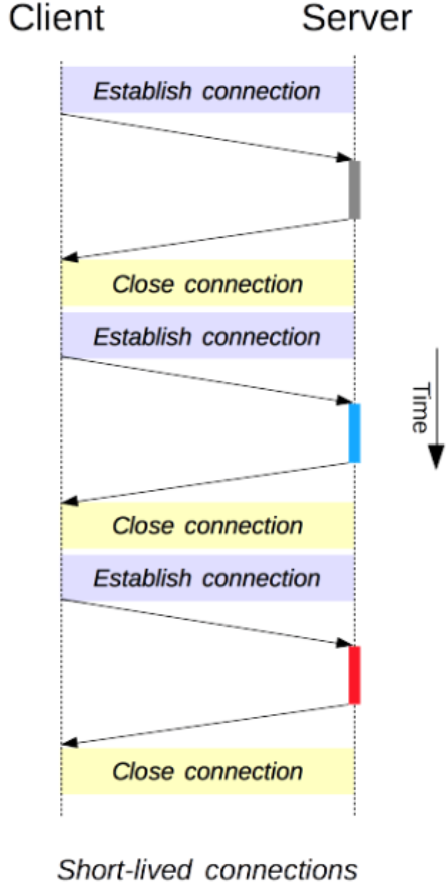 Client
Server
Establish connection
Close connection
Establish connection
Time
Close connection
Establish connection
Close connection
Short-lived connections